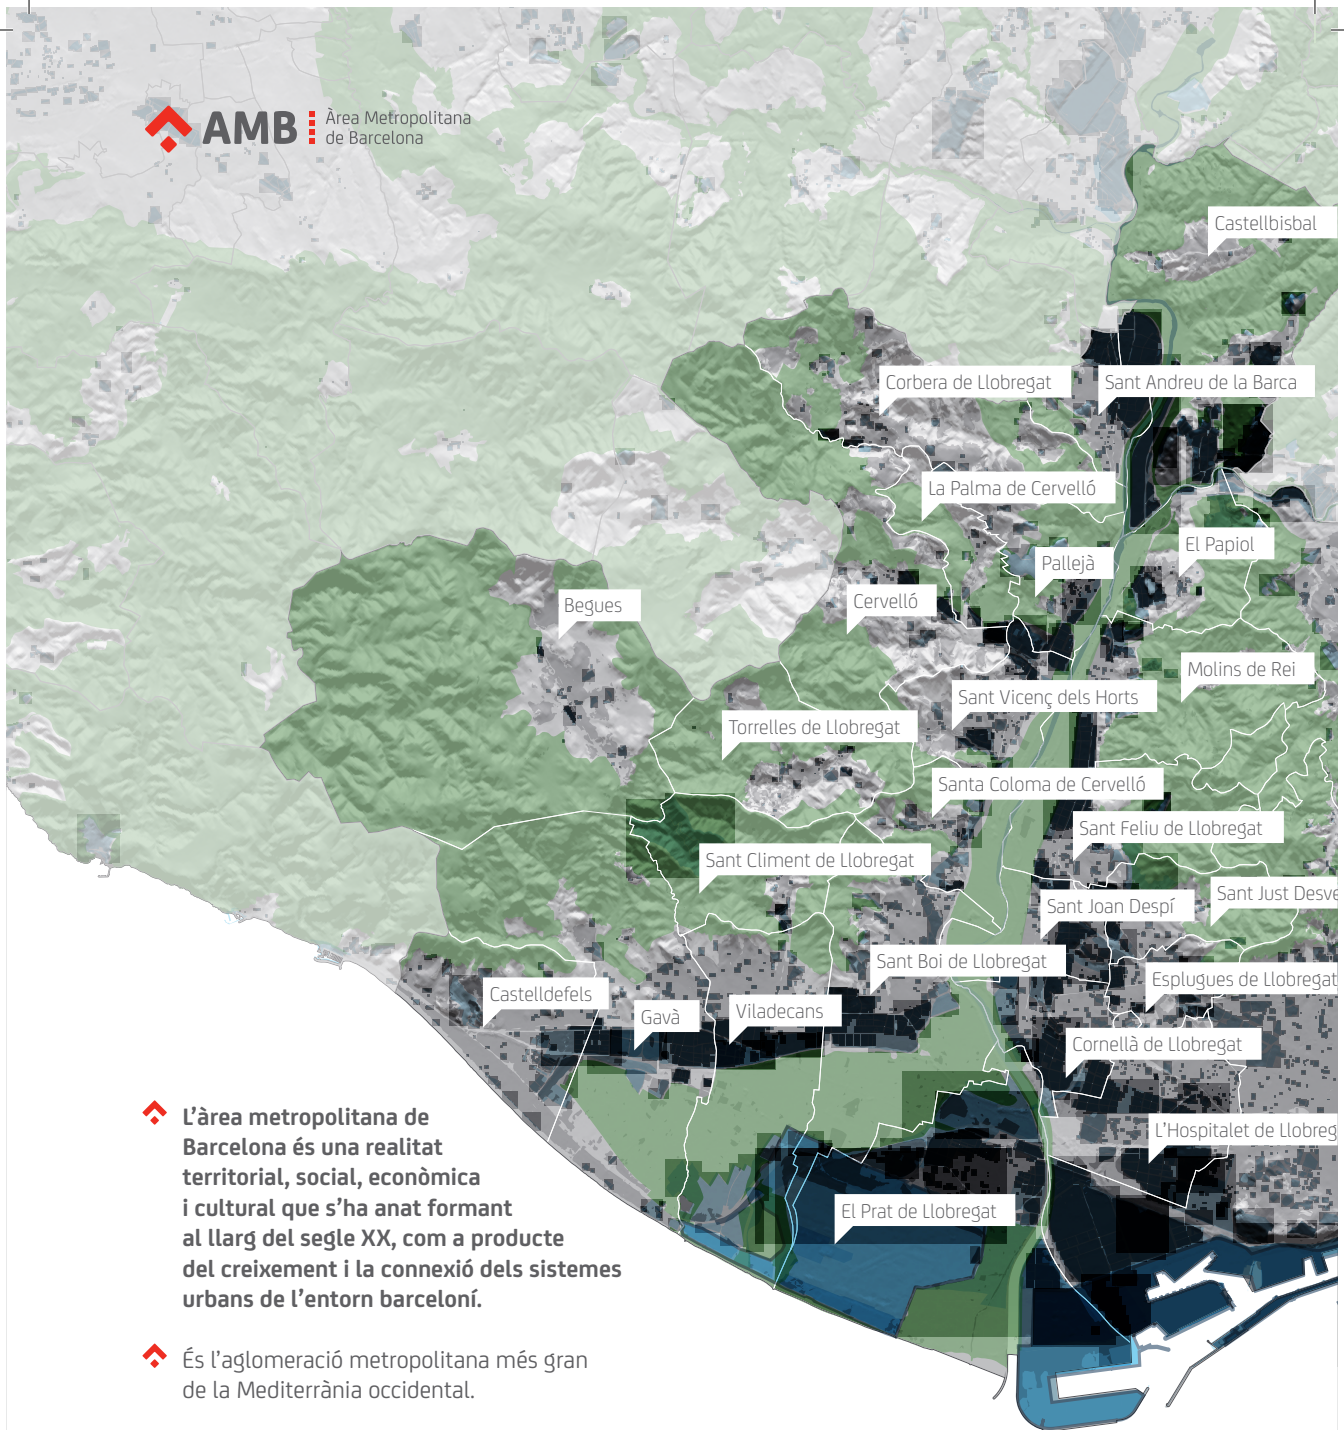 AMB
Àrea Metropolitana
de Barcelona
Castellbisbal
Corbera de Llobregat
Sant Andreu de la Barca
La Palma de Cervelló
El Papiol
Pallejà
Begues
Cervelló
Molins de Rei
Sant Vicenç dels Horts
Torrelles de Llobregat
Santa Coloma de Cervelló
Sant Feliu de Llobregat
Sant Climent de Llobregat
Sant Just Desve
Sant Joan Despí
Sant Boi de Llobregat
Esplugues de Llobregat
Castelldefels
Gavà
Viladecans
Cornellà de Llobregat
L'Hospitalet de Llobreg
El Prat de Llobregat
L’àrea metropolitana de
Barcelona és una realitat
territorial, social, econòmica
i cultural que s’ha anat formant
al llarg del segle XX, com a producte
del creixement i la connexió dels sistemes
urbans de l’entorn barceloní.
És l’aglomeració metropolitana més gran
de la Mediterrània occidental.